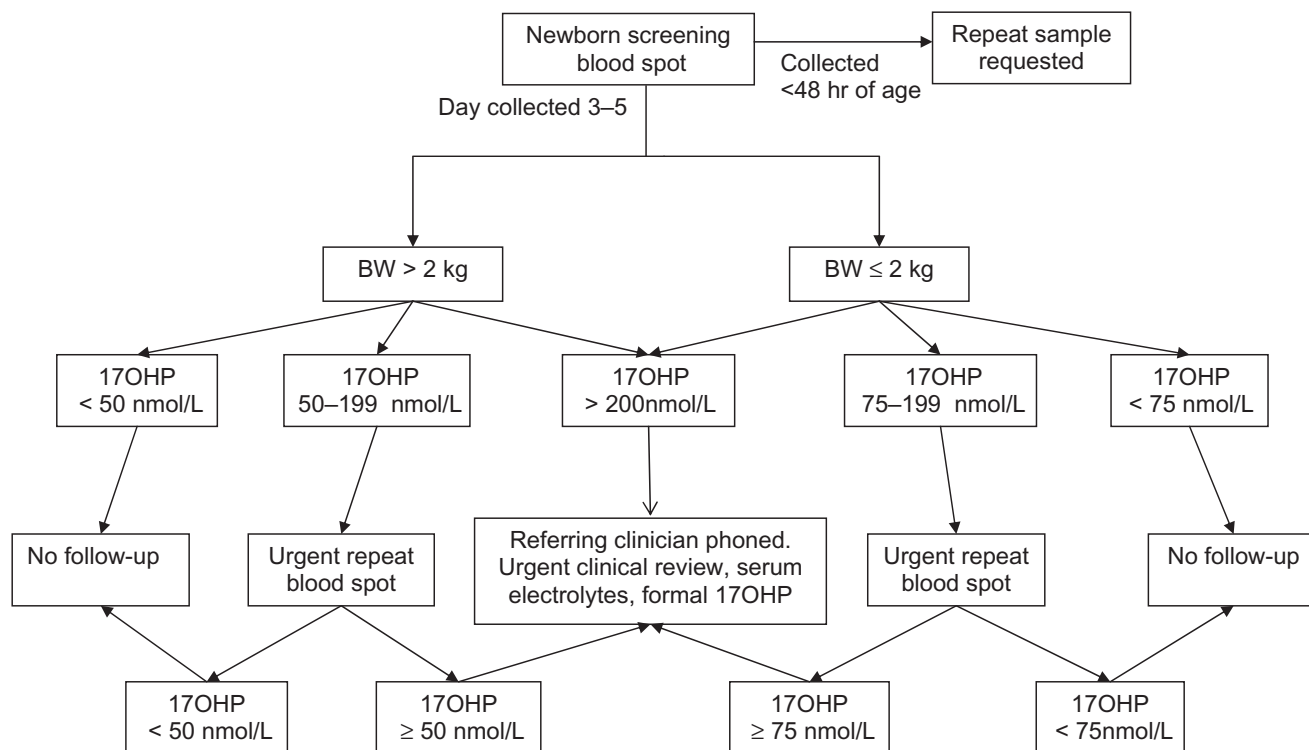 Newborn screening
blood spot
Collected
<48 hr of age
Repeat sample
requested
Day collected 3–5
BW > 2 kg
BW ≤ 2 kg
17OHP
< 50 nmol/L
17OHP
50–199 nmol/L
17OHP
> 200nmol/L
17OHP
75–199 nmol/L
17OHP
< 75 nmol/L
No follow-up
Urgent repeat
blood spot
Referring clinician phoned.
Urgent clinical review, serum
electrolytes, formal 17OHP
Urgent repeat
blood spot
No follow-up
17OHP
< 50 nmol/L
17OHP
≥ 50 nmol/L
17OHP
≥ 75 nmol/L
17OHP
< 75nmol/L